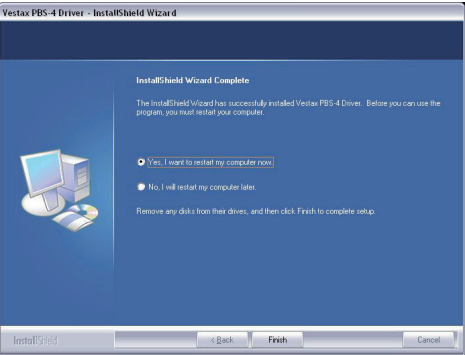 Vestax PBS-4 Driver - InstallShield Wizard
InstallShield Wizard Complete
The InstallShield Wizard has successfully installed Vestax PBS-4 Driver. Before you can use the
program, you must restart your computer.
Yes, I want to restart my computer now.
No, I will restart my computer later.
Remove any disks from their drives, and then click Finish to complete setup.
InstallShield
< Back
Finish
Cancel